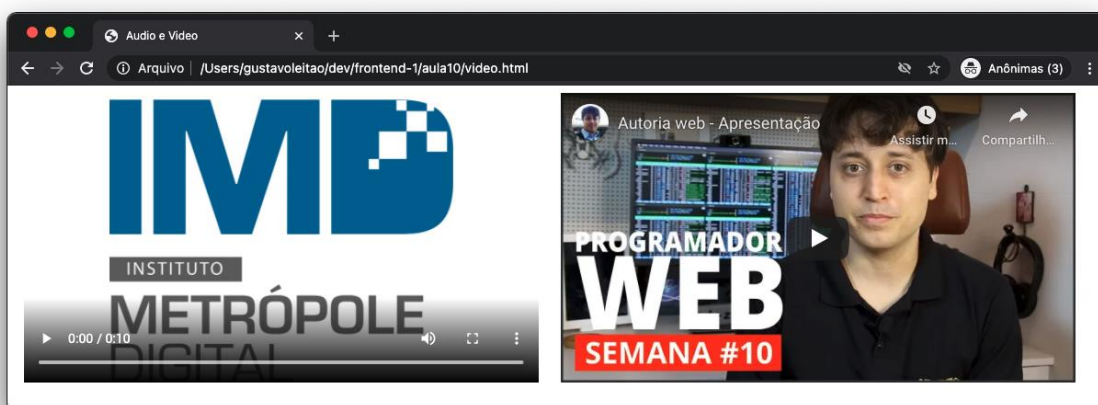 Audio e Video
Arquivo /Users/gustavoleitao/dev/frontend-1/aula10/video.html
Anônimas (3)
IMD
INSTITUTO
METRÓPOLE
DIGITAL
0:00 / 0:10
Autoria web - Apresentação
Assistir m...
Compartilh...
PROGRAMADOR
WEB
SEMANA #10